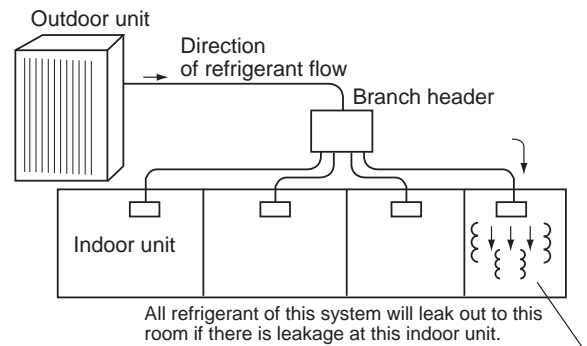 Outdoor unit
Direction
of refrigerant flow
Branch header
Indoor unit
All refrigerant of this system will leak out to this
room if there is leakage at this indoor unit.